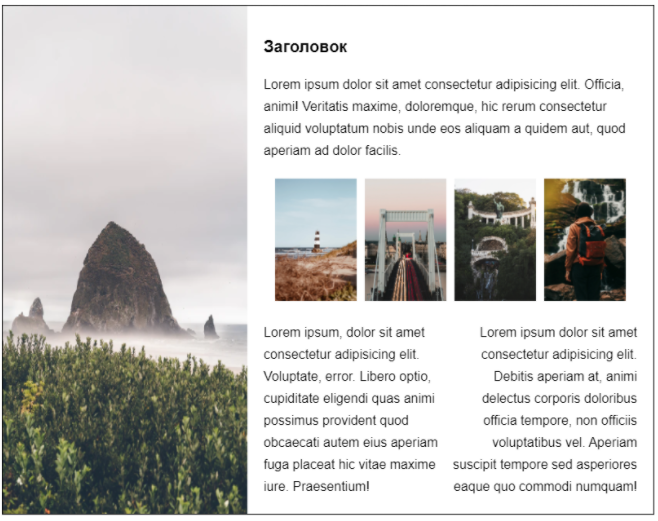 Заголовок
Lorem ipsum dolor sit amet consectetur adipisicing elit. Officia,
animi! Veritatis maxime, doloremque, hic rerum consectetur
aliquid voluptatum nobis unde eos aliquam a quidem aut, quod
aperiam ad dolor facilis.
Lorem ipsum, dolor sit amet
consectetur adipisicing elit.
Voluptate, error. Libero optio,
cupiditate eligendi quas animi
possimus provident quod
obcaecati autem eius aperiam
fuga placeat hic vitae maxime
iure. Praesentium!
Lorem ipsum dolor sit amet
consectetur adipisicing elit.
Debitis aperiam at, animi
delectus corporis doloribus
officia tempore, non officiis
voluptatibus vel. Aperiam
suscipit tempore sed asperiores
eaque quo commodi numquam!